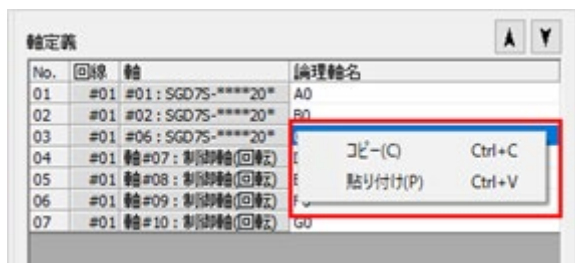 軸定義
No. 回線 軸 論理軸名
01 #01 #01 : SGD7S-****20* A0
02 #01 #02 : SGD7S-****20* B0
03 #01 #06 : SGD7S-****20*
コピー(C) Ctrl+C
04 #01 軸#07 : 制御軸(回転)
貼り付け(P) Ctrl+V
05 #01 軸#08 : 制御軸(回転)
06 #01 軸#09 : 制御軸(回転)
07 #01 軸#10 : 制御軸(回転) G0